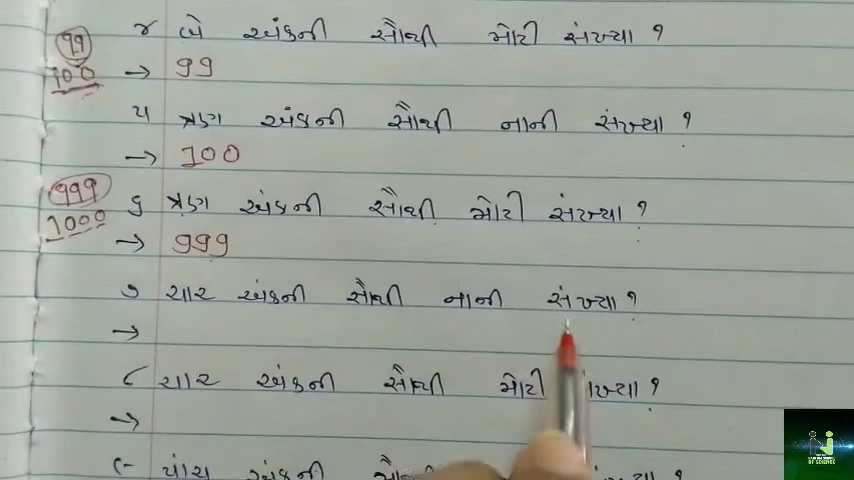 99 ૪ બે અંકની સૌથી મોટી સંખ્યા ?
100 → 99
૫ ત્રણ અંકની સૌથી નાની સંખ્યા ?
→ 100
999 ૬ ત્રણ અંકની સૌથી મોટી સંખ્યા ?
1000 → 999
૭ ચાર અંકની સૌથી નાની સંખ્યા ?
→
૮ ચાર અંકની સૌથી મોટી સંખ્યા ?
→
૯ પાંચ અંકની